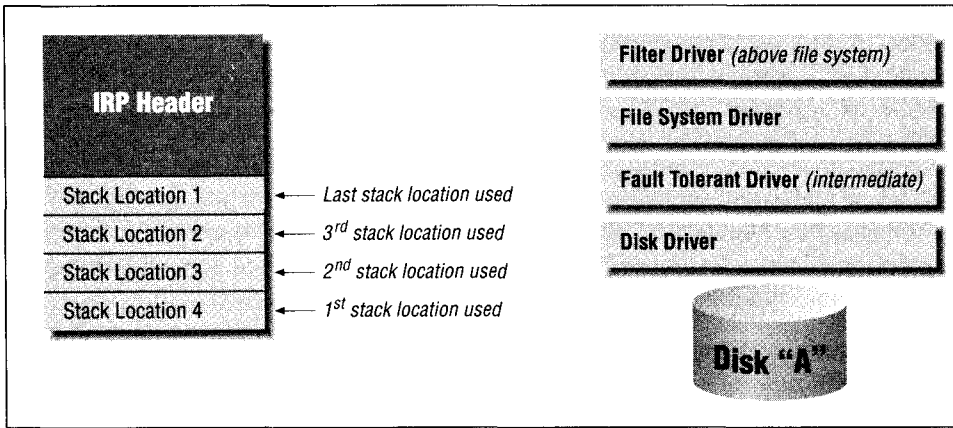 IRP Header
Stack Location 1
Last stack location used
Stack Location 2
3rd stack location used
Stack Location 3
2nd stack location used
Stack Location 4
1st stack location used
Filter Driver (above file system)
File System Driver
Fault Tolerant Driver (intermediate)
Disk Driver
Disk "A"